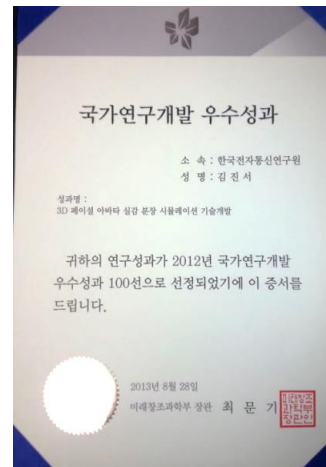 국가연구개발 우수성과
소 속 : 한국전자통신연구원
성 명 : 김 진 서
성과명 :
3D 페이셜 아바타 실감 분장 시뮬레이션 기술개발
귀하의 연구성과가 2012년 국가연구개발
우수성과 100선으로 선정되었기에 이 증서를
드립니다.
2013년 8월 28일
미래창조과학부 장관 최 문 기